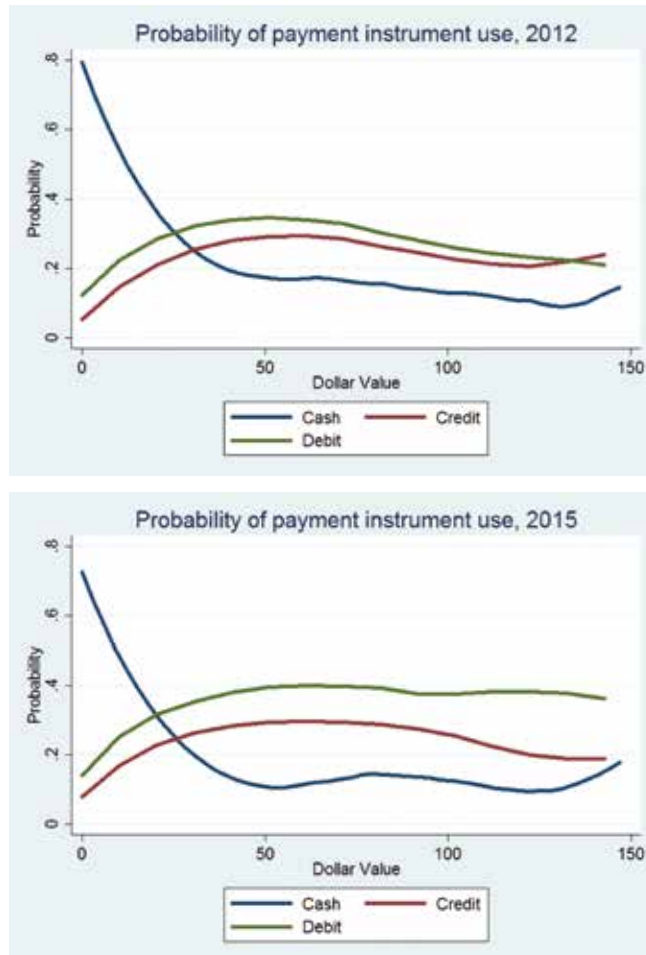 Probability of payment instrument use, 2012
Probability
.8
.6
.4
.2
0
0 50 100 150
Dollar Value
Cash Credit
Debit
Probability of payment instrument use, 2015
Probability
.8
.6
.4
.2
0
0 50 100 150
Dollar Value
Cash Credit
Debit